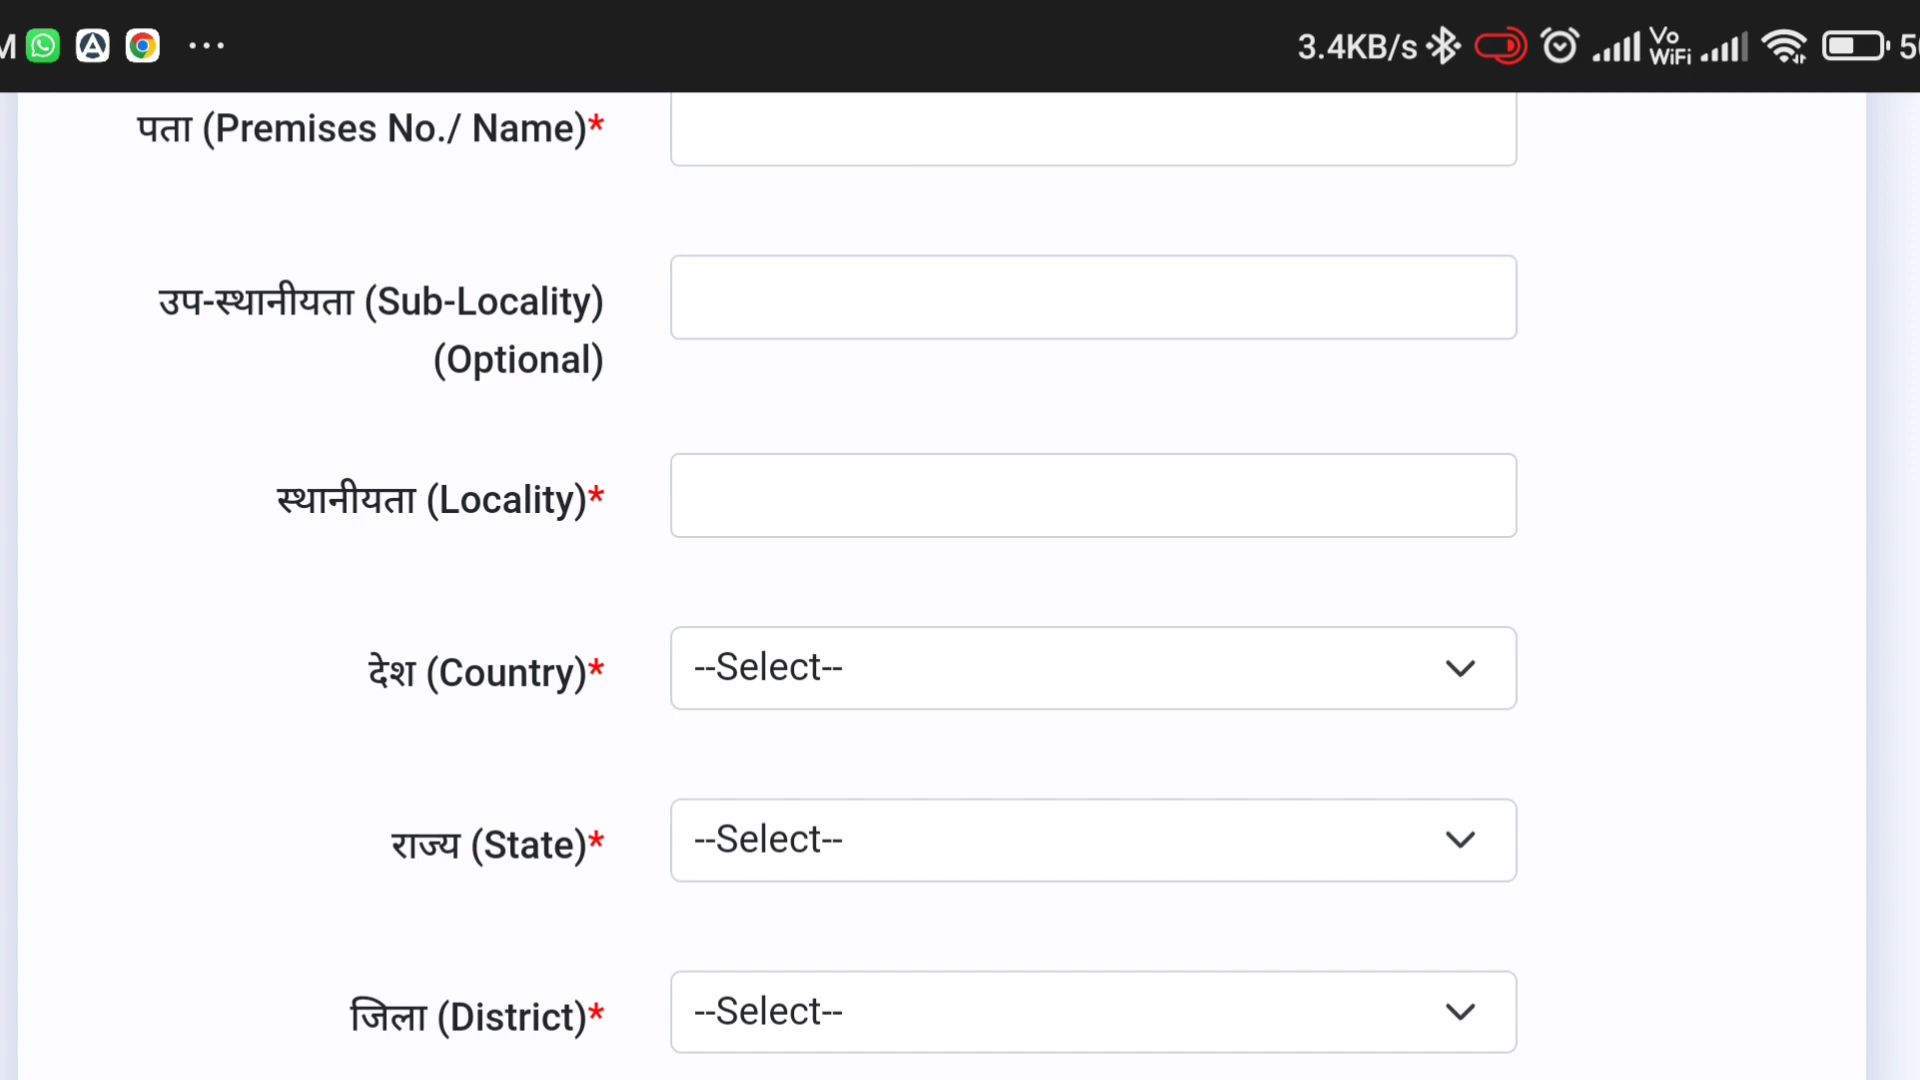 3.4KB/s Vo WiFi
पता (Premises No./ Name)*
उप-स्थानीयता (Sub-Locality)
(Optional)
स्थानीयता (Locality)*
देश (Country)*
--Select--
राज्य (State)*
--Select--
जिला (District)*
--Select--